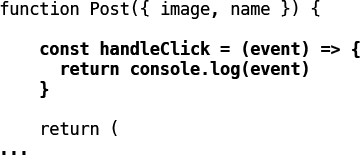 function Post({ image, name }) {
const handleClick = (event) => {
return console.log(event)
}
return (
...